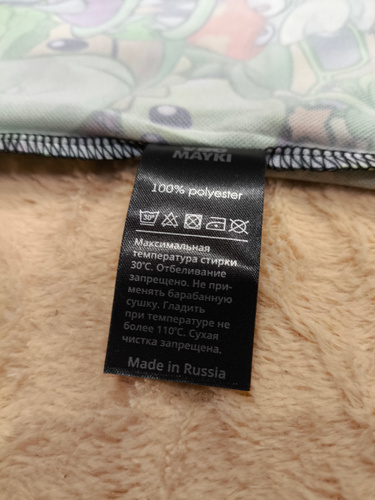 MAYKI
100% polyester
30°
Максимальная
температура стирки
30℃. Отбеливание
запрещено. Не при-
менять барабанную
сушку. Гладить
при температуре не
более 110℃. Сухая
чистка запрещена.
Made in Russia